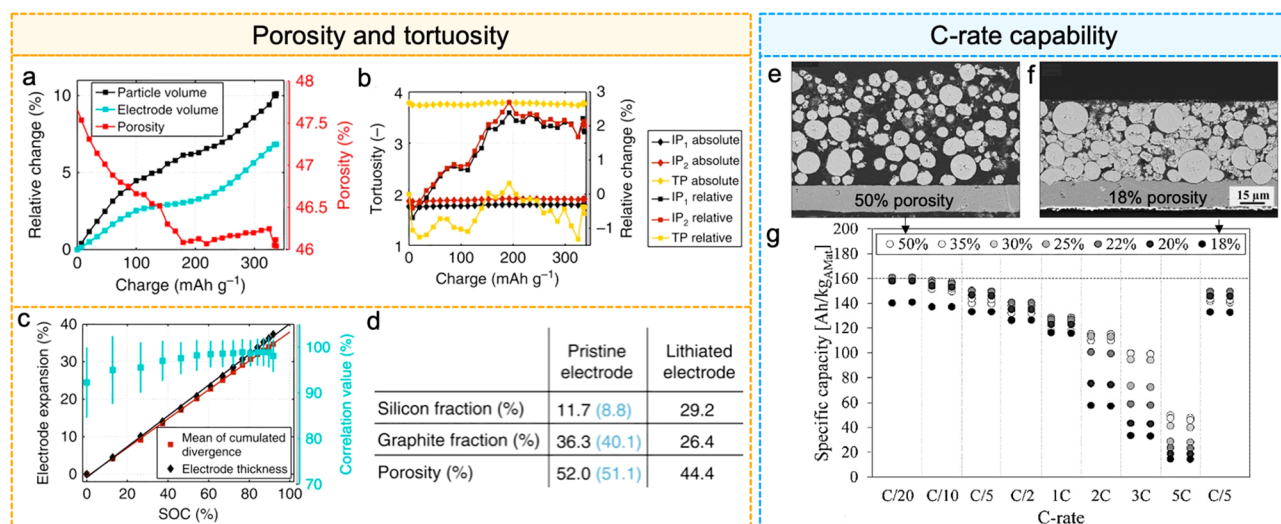 Porosity and tortuosity
C-rate capability
a
Particle volume
Electrode volume
Porosity
Relative change (%)
10
5
0
0
100
200
300
Charge (mAh g⁻¹)
48
47.5
47
46.5
46
Porosity (%)
b
Tortuosity (–)
4
3
2
1
0
100
200
300
Charge (mAh g⁻¹)
3
2
1
0
−1
Relative change (%)
IP₁ absolute
IP₂ absolute
TP absolute
IP₁ relative
IP₂ relative
TP relative
c
Electrode expansion (%)
40
30
20
10
0
0
20
40
60
80
100
SOC (%)
100
90
80
70
Correlation value (%)
Mean of cumulated
divergence
Electrode thickness
d
Pristine electrode
Lithiated electrode
Silicon fraction (%) 11.7 (8.8) 29.2
Graphite fraction (%) 36.3 (40.1) 26.4
Porosity (%) 52.0 (51.1) 44.4
e
50% porosity
f
18% porosity
15 µm
g
50% 35% 30% 25% 22% 20% 18%
Specific capacity [Ah/kg_AMat]
200
180
160
140
120
100
80
60
40
20
0
C/20 C/10 C/5 C/2 1C 2C 3C 5C C/5
C-rate